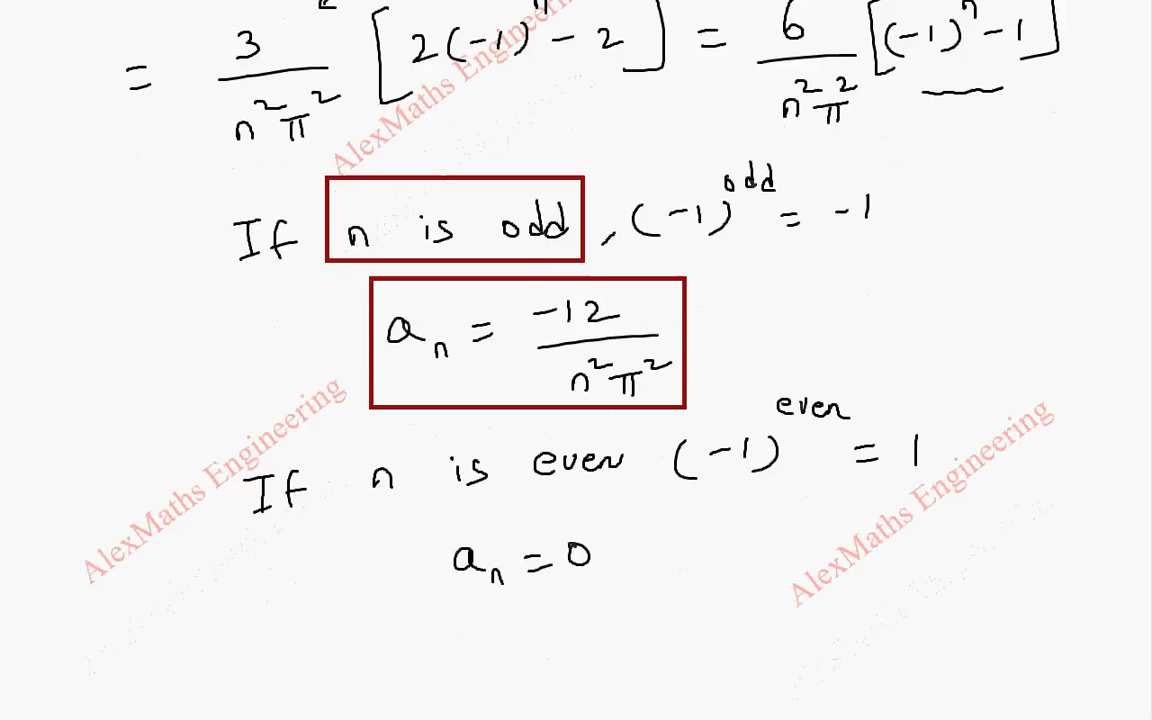 = 3/n²π² [2(-1)ⁿ - 2] = 6/n²π² [(-1)ⁿ - 1]
If n is odd, (-1)^odd = -1
aₙ = -12/n²π²
If n is even (-1)^even = 1
aₙ = 0
AlexMaths Engineering
AlexMaths Engineering
AlexMaths Engineering